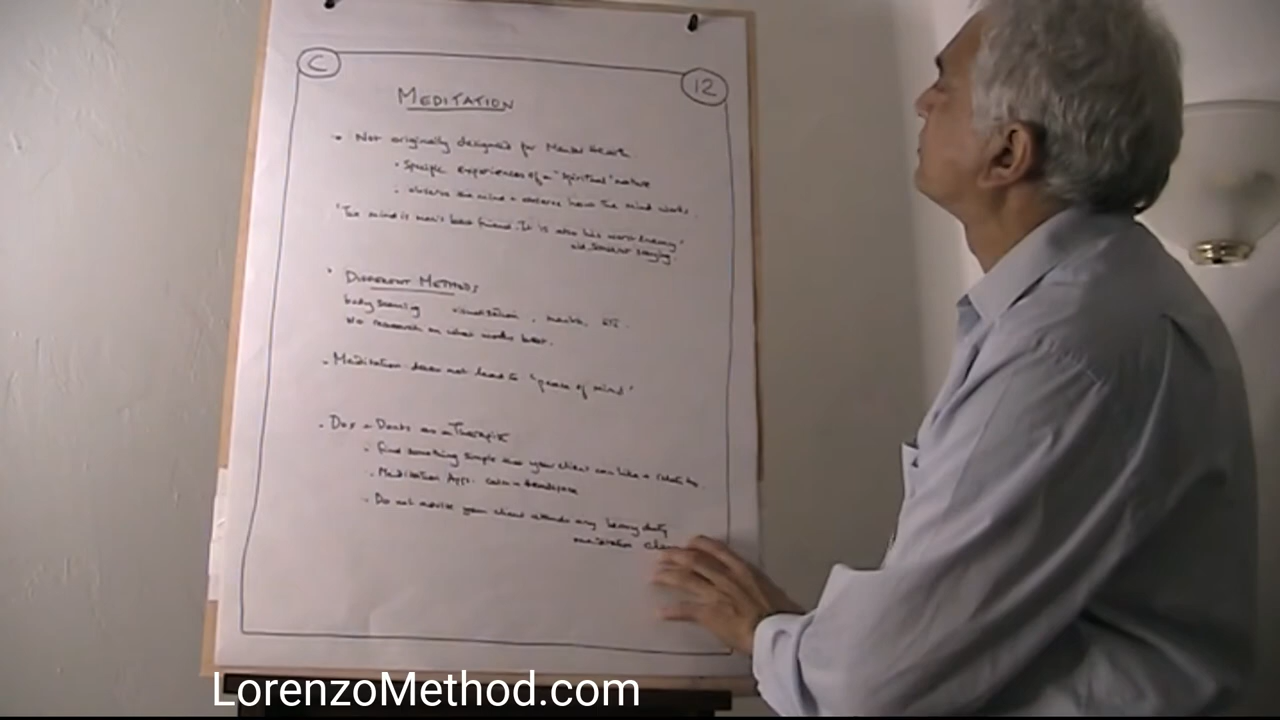 C
12
MEDITATION
Not originally designed for Mental Health.
Specific experiences of a "spiritual" nature
observe the mind + observe how the mind works.
"The mind is man's best friend. It is also his worst enemy"
old Sanskrit saying
DIFFERENT METHODS
body scanning visualisation, mantra, etc.
No research on what works best.
Meditation does not lead to "peace of mind"
Do's + Don'ts as a Therapist
Find something simple that your client can like + relate to.
Meditation Apps. calm + headspace
Do not advise your client attends any heavy duty
meditation
LorenzoMethod.com